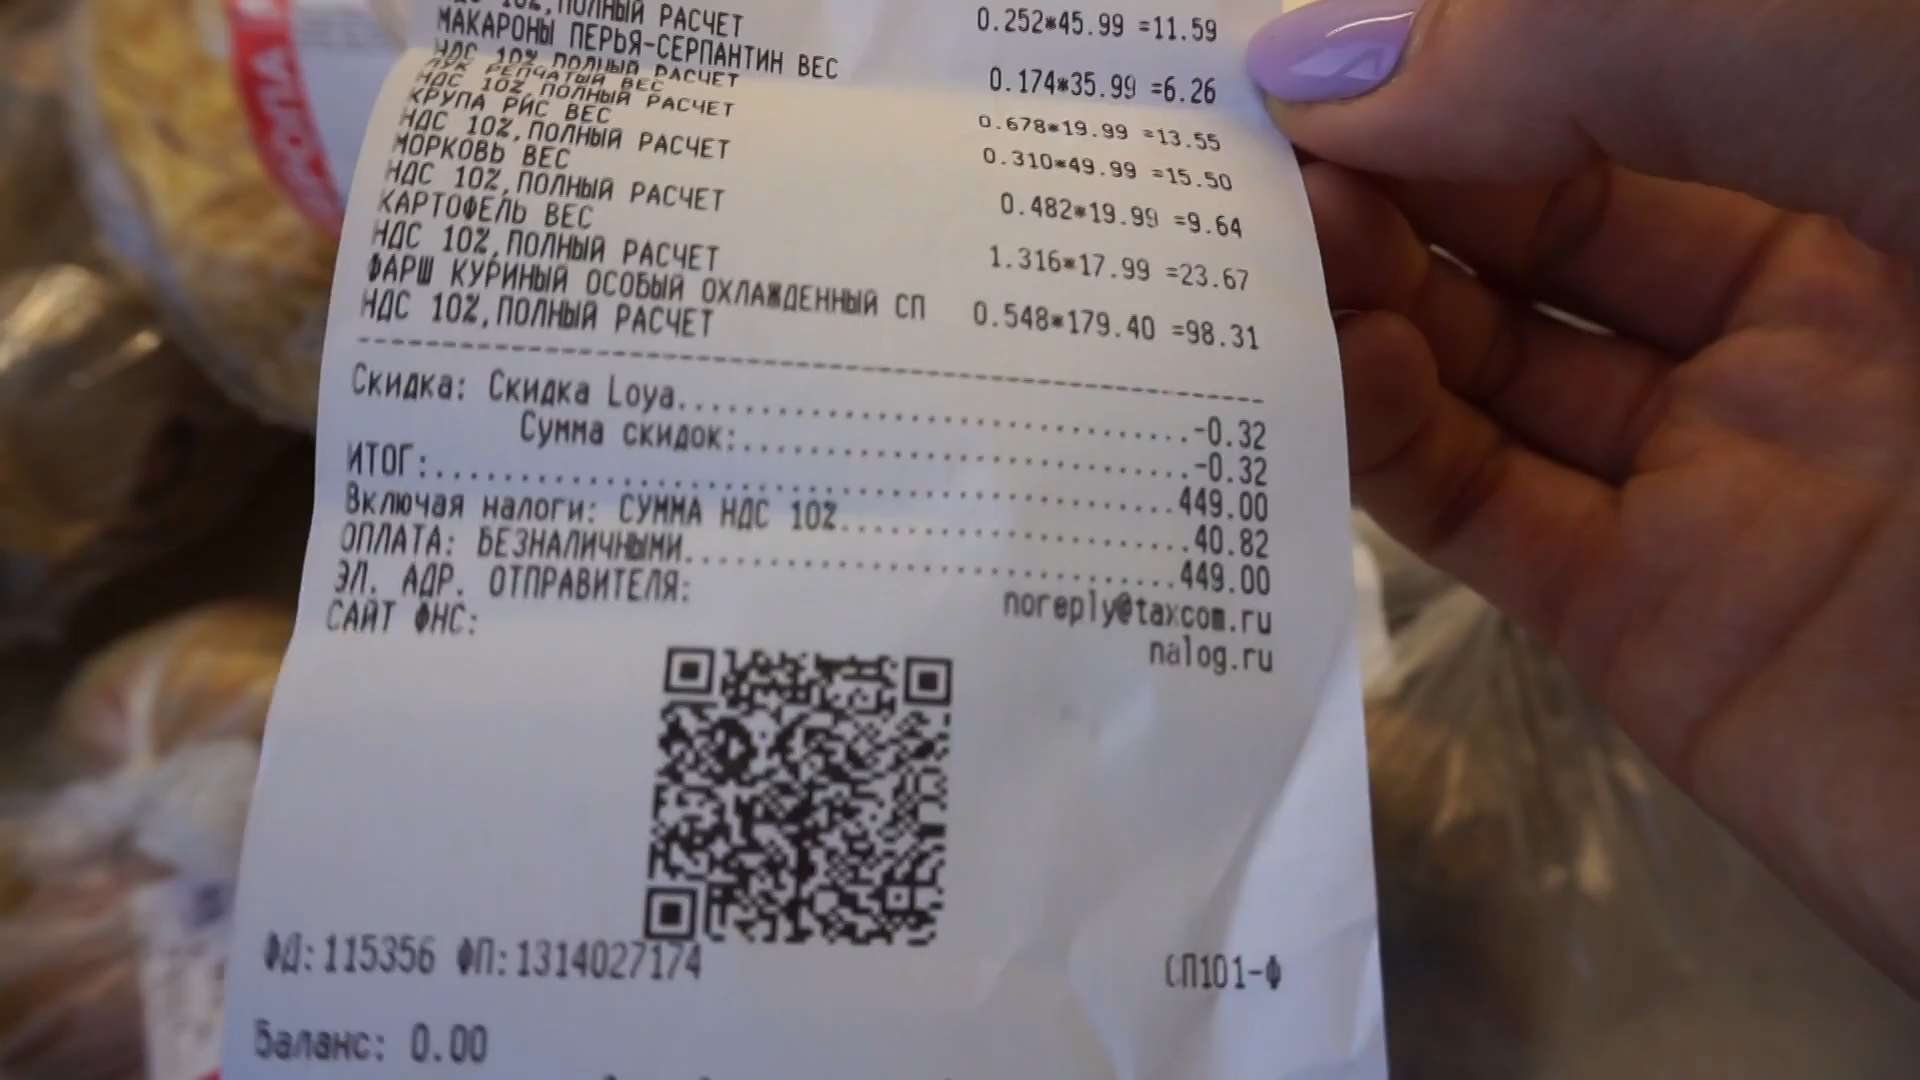 10%,ПОЛНЫЙ РАСЧЕТ 0.252*45.99 =11.59
МАКАРОНЫ ПЕРЬЯ-СЕРПАНТИН ВЕС
НДС 10%,ПОЛНЫЙ РАСЧЕТ 0.174*35.99 =6.26
ЛУК РЕПЧАТЫЙ ВЕС
НДС 10%,ПОЛНЫЙ РАСЧЕТ 0.678*19.99 =13.55
КРУПА РИС ВЕС
НДС 10%,ПОЛНЫЙ РАСЧЕТ 0.310*49.99 =15.50
МОРКОВЬ ВЕС
НДС 10%,ПОЛНЫЙ РАСЧЕТ 0.482*19.99 =9.64
КАРТОФЕЛЬ ВЕС
НДС 10%,ПОЛНЫЙ РАСЧЕТ 1.316*17.99 =23.67
ФАРШ КУРИНЫЙ ОСОБЫЙ ОХЛАЖДЕННЫЙ СП
НДС 10%,ПОЛНЫЙ РАСЧЕТ 0.548*179.40 =98.31
Скидка: Скидка Loya...-0.32
Сумма скидок:...-0.32
ИТОГ:...449.00
Включая налоги: СУММА НДС 10%...40.82
ОПЛАТА: БЕЗНАЛИЧНЫМИ...449.00
ЭЛ. АДР. ОТПРАВИТЕЛЯ: noreply@taxcom.ru
САЙТ ФНС: nalog.ru
ФД:115356 ФП:1314027174 СП101-Ф
Баланс: 0.00